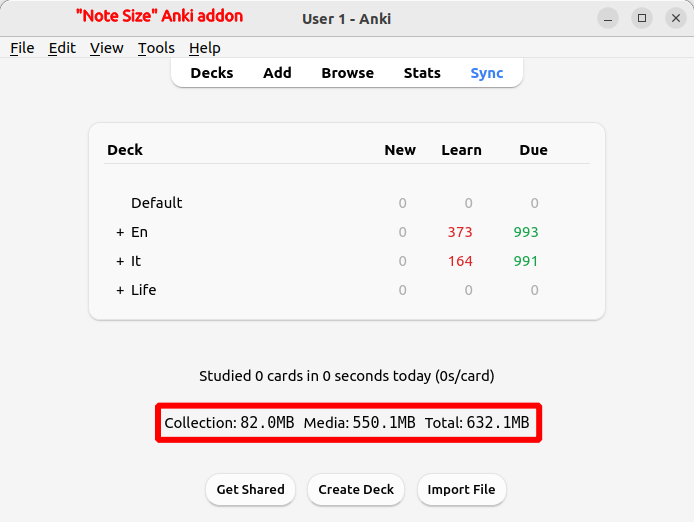 "Note Size" Anki addon
User 1 - Anki
File Edit View Tools Help
Decks Add Browse Stats Sync
Deck New Learn Due
Default 0 0 0
+ En 0 373 993
+ It 0 164 991
+ Life 0 0 0
Studied 0 cards in 0 seconds today (0s/card)
Collection: 82.0MB Media: 550.1MB Total: 632.1MB
Get Shared Create Deck Import File